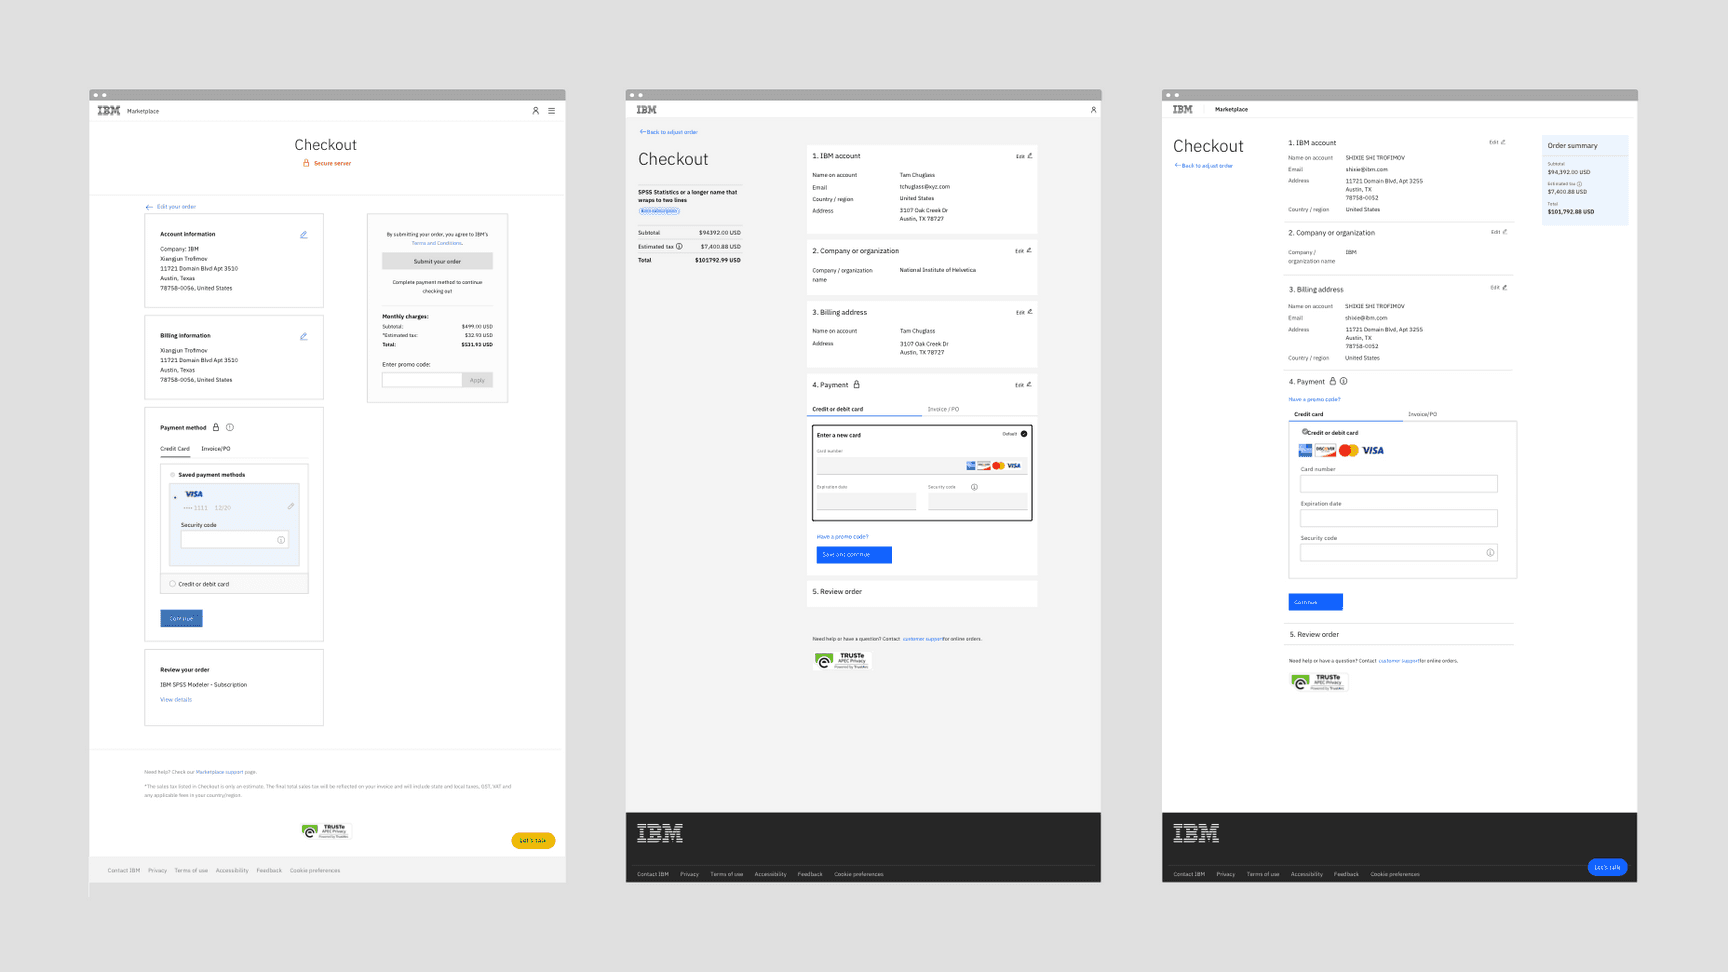 IBM Marketplace
Checkout
Secure server
Edit your order
Account information
Company: IBM
Xiangjun Trofimov
11721 Domain Blvd Apt 3510
Austin, Texas
78758-0056, United States
Billing information
Xiangjun Trofimov
11721 Domain Blvd Apt 3510
Austin, Texas
78758-0056, United States
Payment method
Credit Card Invoice/PO
Saved payment methods
VISA
•••• 1111 12/20
Security code
Credit or debit card
Continue
Review your order
IBM SPSS Modeler - Subscription
View details
By submitting your order, you agree to IBM's
Terms and Conditions.
Submit your order
Complete payment method to continue
checking out
Monthly charges:
Subtotal: $499.00 USD
*Estimated tax: $32.93 USD
Total: $531.93 USD
Enter promo code:
Apply
Need help? Check our Marketplace support page.
*The sales tax listed in Checkout is only an estimate. The final total sales tax will be reflected on your invoice and will include state and local taxes, GST, VAT and
any applicable fees in your country/region.
TRUSTe
APEC Privacy
Powered by TrustArc
Let's talk
Contact IBM Privacy Terms of use Accessibility Feedback Cookie preferences
IBM
Back to adjust order
Checkout
SPSS Statistics or a longer name that
wraps to two lines
Subtotal $94392.00 USD
Estimated tax $7,400.88 USD
Total $101792.99 USD
1. IBM account Edit
Name on account Tam Chuglass
Email tchuglass@xyz.com
Country / region United States
Address 3107 Oak Creek Dr
Austin, TX 78727
2. Company or organization Edit
Company / organization National Institute of Helvetica
name
3. Billing address Edit
Name on account Tam Chuglass
Address 3107 Oak Creek Dr
Austin, TX 78727
4. Payment Edit
Credit or debit card Invoice / PO
Enter a new card Default
Card number
DISCOVER VISA
Expiration date Security code
Have a promo code?
Save and continue
5. Review order
Need help or have a question? Contact customer support for online orders.
TRUSTe
APEC Privacy
Powered by TrustArc
IBM
Contact IBM Privacy Terms of use Accessibility Feedback Cookie preferences
IBM Marketplace
Checkout
Back to adjust order
1. IBM account Edit
Name on account SHIXIE SHI TROFIMOV
Email shixie@ibm.com
Address 11721 Domain Blvd, Apt 3255
Austin, TX
78758-0052
Country / region United States
2. Company or organization Edit
Company / IBM
organization name
3. Billing address Edit
Name on account SHIXIE SHI TROFIMOV
Email shixie@ibm.com
Address 11721 Domain Blvd, Apt 3255
Austin, TX
78758-0052
Country / region United States
4. Payment
Have a promo code?
Credit card Invoice/PO
Credit or debit card
DISCOVER VISA
Card number
Expiration date
Security code
Continue
5. Review order
Need help or have a question? Contact customer support for online orders.
TRUSTe
APEC Privacy
Powered by TrustArc
Order summary
Subtotal
$94,392.00 USD
Estimated tax
$7,400.88 USD
Total
$101,792.88 USD
IBM
Let's talk
Contact IBM Privacy Terms of use Accessibility Feedback Cookie preferences